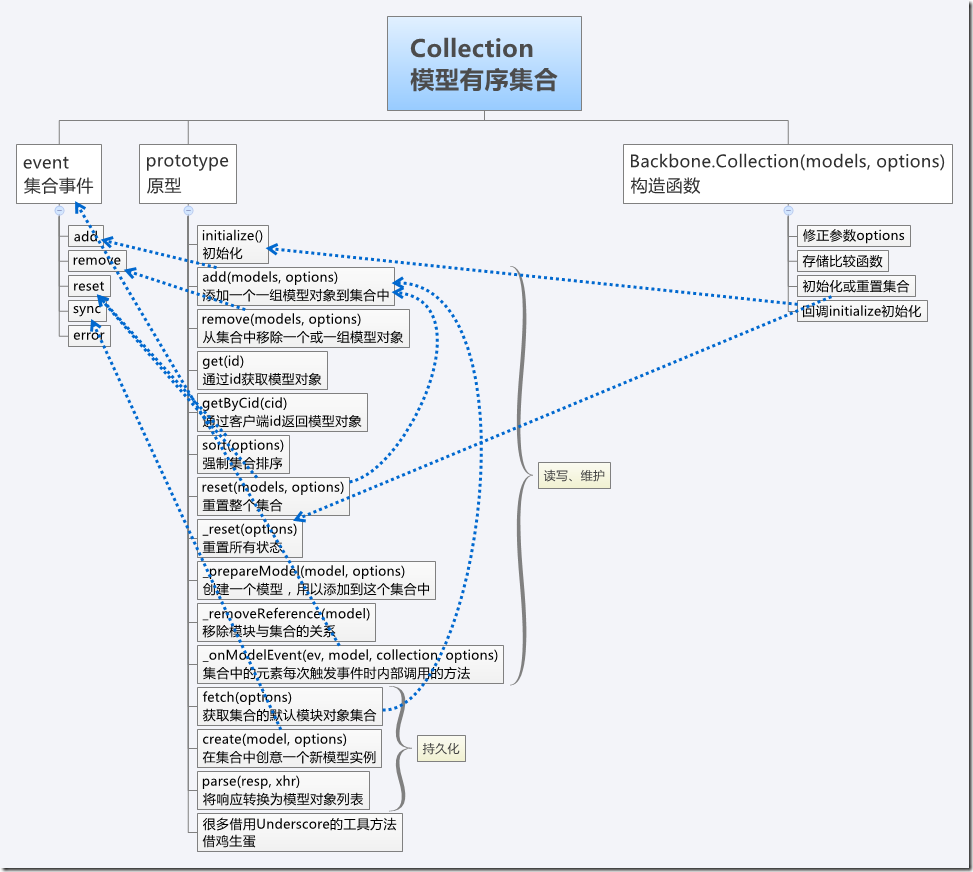 Collection
模型有序集合
event
集合事件
add
remove
reset
sync
error
prototype
原型
initialize()
初始化
add(models, options)
添加一个一组模型对象到集合中
remove(models, options)
从集合中移除一个或一组模型对象
get(id)
通过id获取模型对象
getByCid(cid)
通过客户端id返回模型对象
sort(options)
强制集合排序
reset(models, options)
重置整个集合
_reset(options)
重置所有状态
_prepareModel(model, options)
创建一个模型，用以添加到这个集合中
_removeReference(model)
移除模块与集合的关系
_onModelEvent(ev, model, collection, options)
集合中的元素每次触发事件时内部调用的方法
读写、维护
fetch(options)
获取集合的默认模块对象集合
create(model, options)
在集合中创意一个新模型实例
parse(resp, xhr)
将响应转换为模型对象列表
持久化
很多借用Underscore的工具方法
借鸡生蛋
Backbone.Collection(models, options)
构造函数
修正参数options
存储比较函数
初始化或重置集合
回调initialize初始化